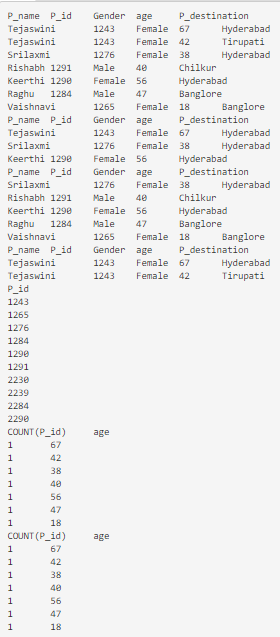 P_name P_id Gender age P_destination
Tejaswini 1243 Female 67 Hyderabad
Tejaswini 1243 Female 42 Tirupati
Srilaxmi 1276 Female 38 Hyderabad
Rishabh 1291 Male 40 Chilkur
Keerthi 1290 Female 56 Hyderabad
Raghu 1284 Male 47 Banglore
Vaishnavi 1265 Female 18 Banglore
P_name P_id Gender age P_destination
Tejaswini 1243 Female 67 Hyderabad
Srilaxmi 1276 Female 38 Hyderabad
Keerthi 1290 Female 56 Hyderabad
P_name P_id Gender age P_destination
Srilaxmi 1276 Female 38 Hyderabad
Rishabh 1291 Male 40 Chilkur
Keerthi 1290 Female 56 Hyderabad
Raghu 1284 Male 47 Banglore
Vaishnavi 1265 Female 18 Banglore
P_name P_id Gender age P_destination
Tejaswini 1243 Female 67 Hyderabad
Tejaswini 1243 Female 42 Tirupati
P_id
1243
1265
1276
1284
1290
1291
2230
2239
2284
2290
COUNT(P_id) age
1 67
1 42
1 38
1 40
1 56
1 47
1 18
COUNT(P_id) age
1 67
1 42
1 38
1 40
1 56
1 47
1 18